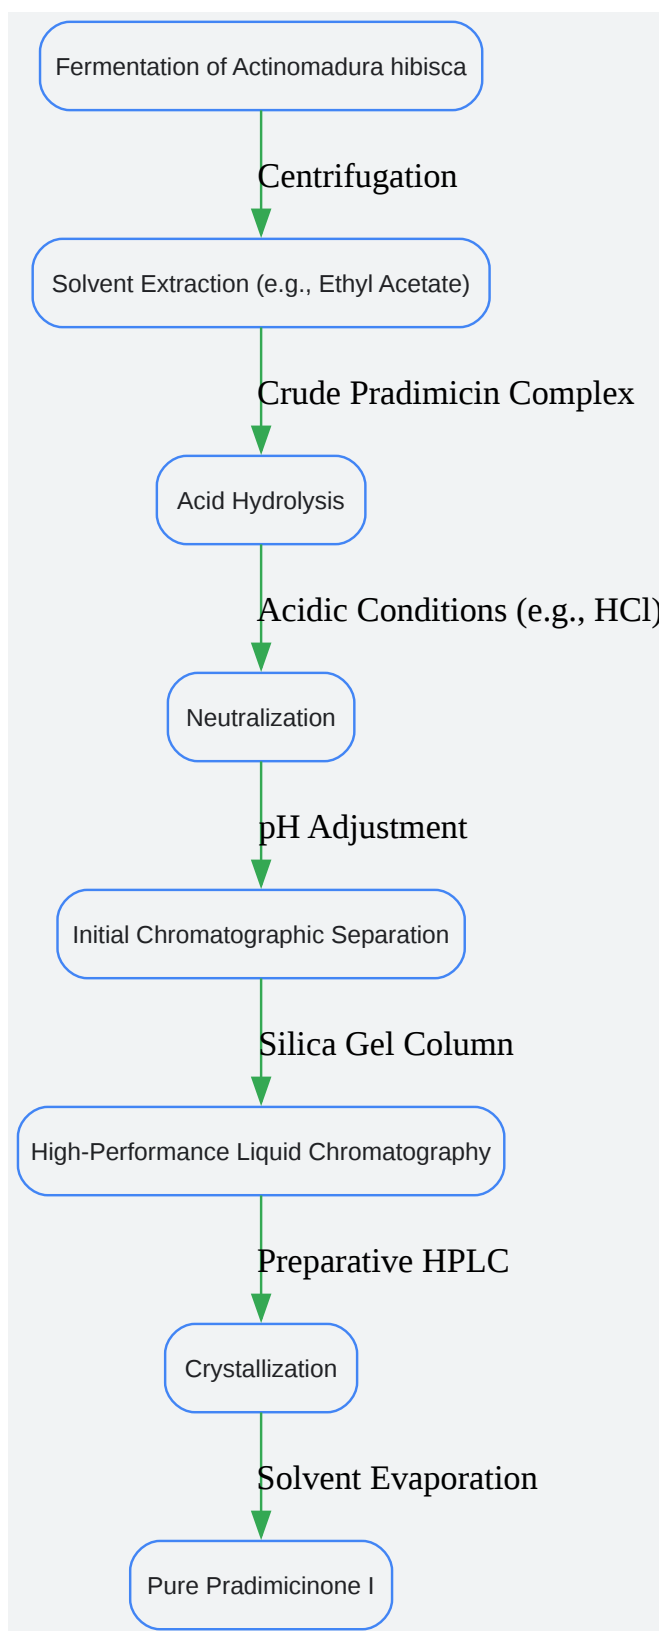 Fermentation of Actinomadura hibisca
Centrifugation
Solvent Extraction (e.g., Ethyl Acetate)
Crude Pradimicin Complex
Acid Hydrolysis
Acidic Conditions (e.g., HCl)
Neutralization
pH Adjustment
Initial Chromatographic Separation
Silica Gel Column
High-Performance Liquid Chromatography
Preparative HPLC
Crystallization
Solvent Evaporation
Pure Pradimicinone I